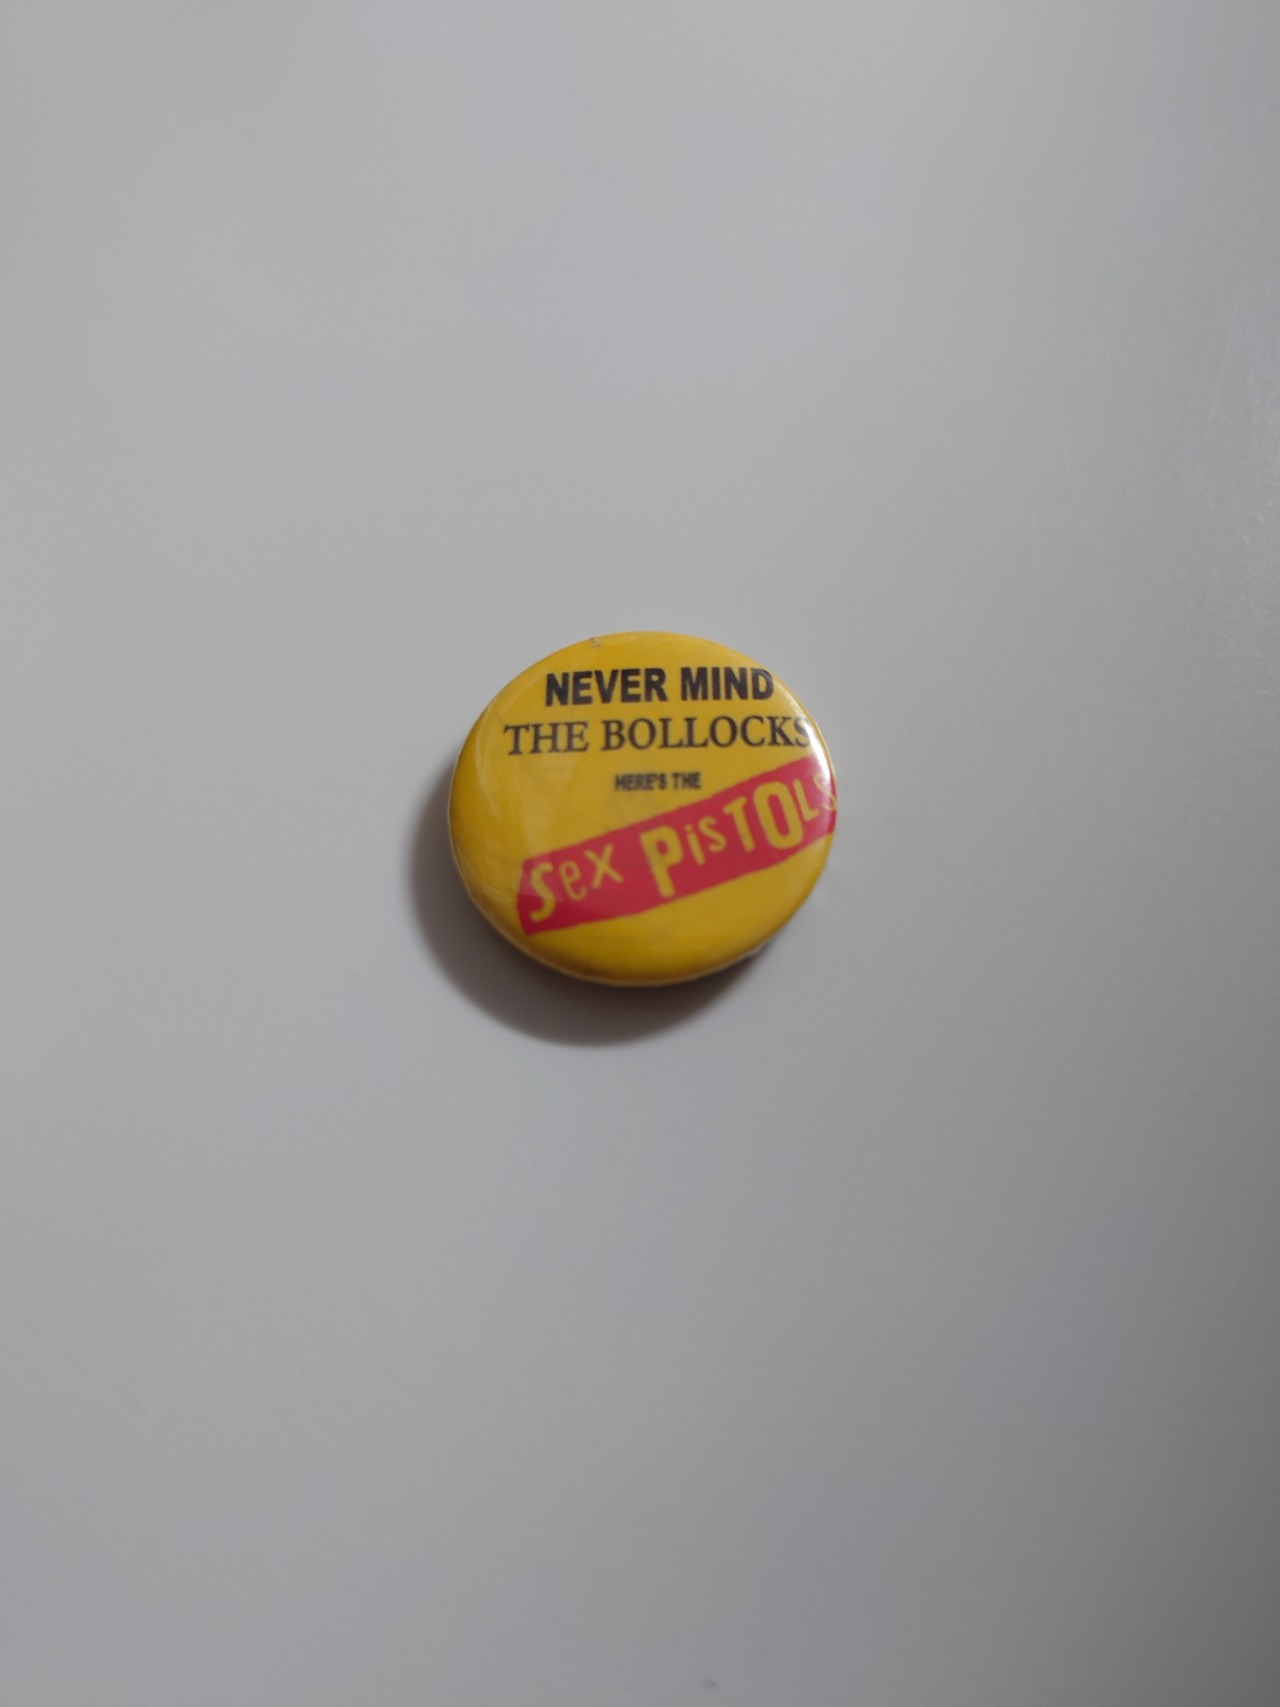 NEVER MIND
THE BOLLOCKS
HERE'S THE
Sex PiSTOLS